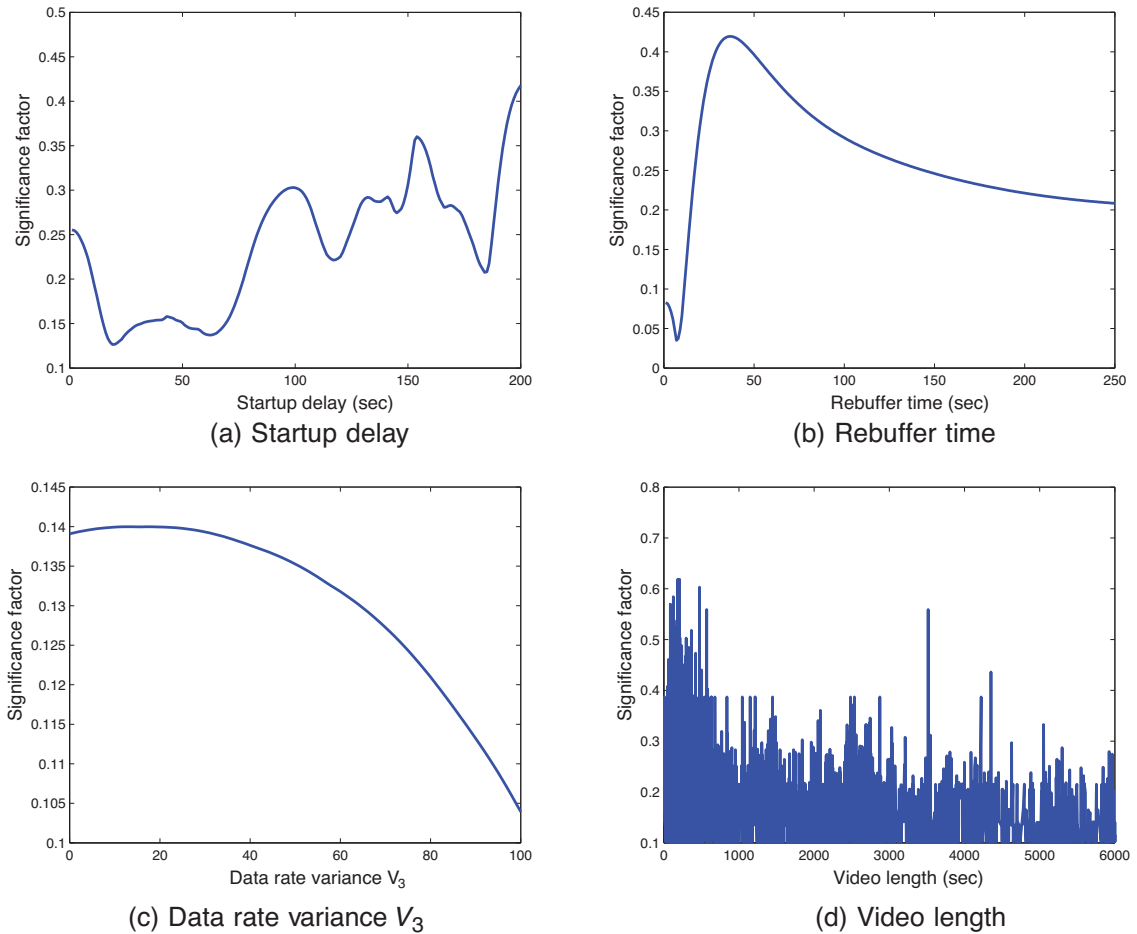 0.5
0.45
0.4
0.35
0.3
0.25
0.2
0.15
0.1
Significance factor
0 50 100 150 200
Startup delay (sec)
(a) Startup delay
0.45
0.4
0.35
0.3
0.25
0.2
0.15
0.1
0.05
0
Significance factor
0 50 100 150 200 250
Rebuffer time (sec)
(b) Rebuffer time
0.145
0.14
0.135
0.13
0.125
0.12
0.115
0.11
0.105
0.1
Significance factor
0 20 40 60 80 100
Data rate variance V₃
(c) Data rate variance V₃
0.8
0.7
0.6
0.5
0.4
0.3
0.2
0.1
Significance factor
0 1000 2000 3000 4000 5000 6000
Video length (sec)
(d) Video length